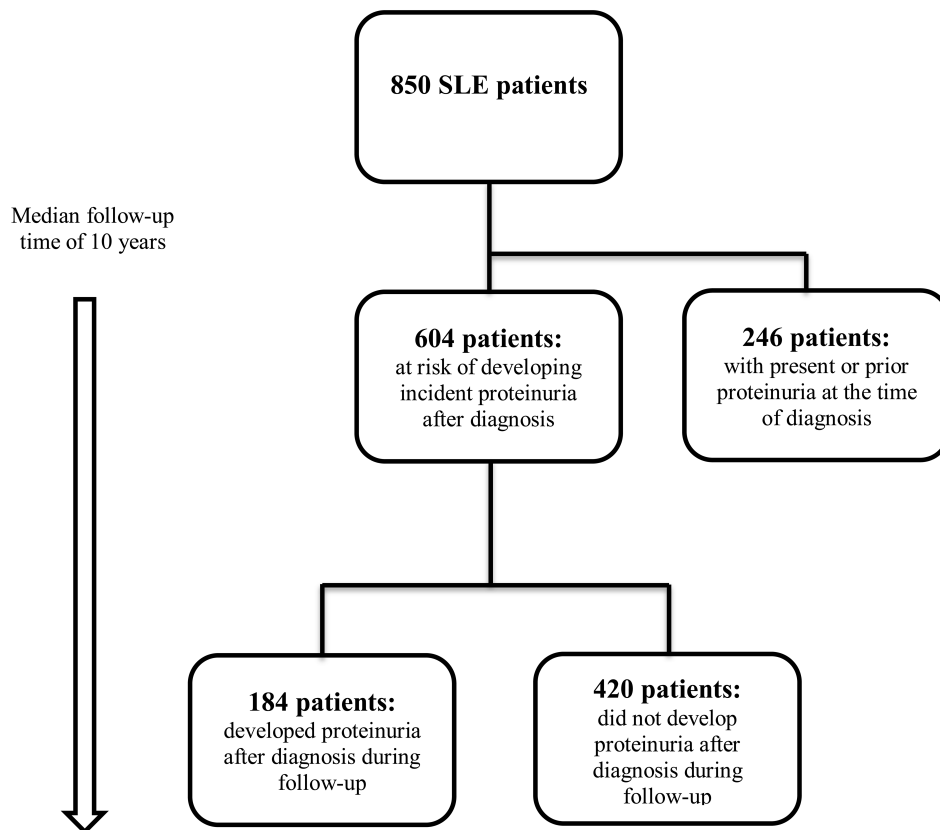 850 SLE patients
Median follow-up
time of 10 years
604 patients:
at risk of developing
incident proteinuria
after diagnosis
246 patients:
with present or prior
proteinuria at the time
of diagnosis
184 patients:
developed proteinuria
after diagnosis during
follow-up
420 patients:
did not develop
proteinuria after
diagnosis during
follow-up